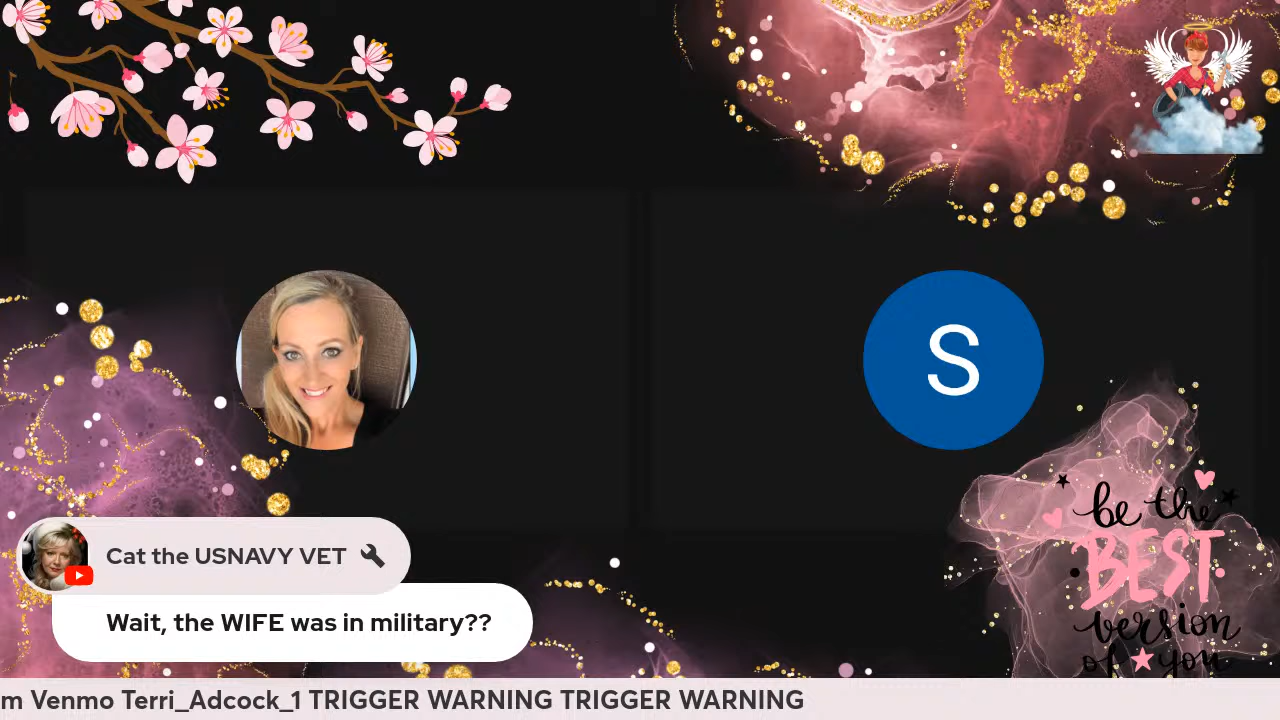 S
be the
BEST
version
of you
Cat the USNAVY VET
Wait, the WIFE was in military??
m Venmo Terri_Adcock_1 TRIGGER WARNING TRIGGER WARNING